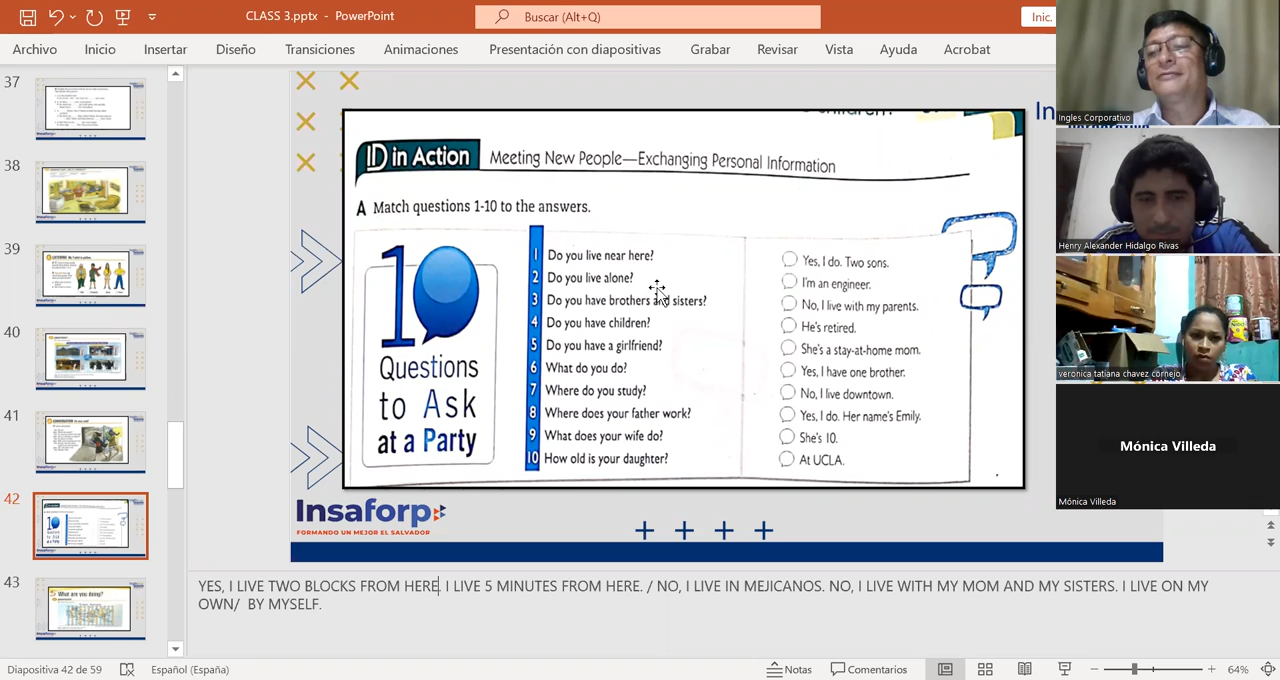 CLASS 3.pptx - PowerPoint
Buscar (Alt+Q)
Inic.
Archivo Inicio Insertar Diseño Transiciones Animaciones Presentación con diapositivas Grabar Revisar Vista Ayuda Acrobat
37
38
39
40
41
42
43
In
ID in Action Meeting New People—Exchanging Personal Information
A Match questions 1-10 to the answers.
10
Questions
to Ask
at a Party
1 Do you live near here?
2 Do you live alone?
3 Do you have brothers and sisters?
4 Do you have children?
5 Do you have a girlfriend?
6 What do you do?
7 Where do you study?
8 Where does your father work?
9 What does your wife do?
10 How old is your daughter?
Yes, I do. Two sons.
I'm an engineer.
No, I live with my parents.
He's retired.
She's a stay-at-home mom.
Yes, I have one brother.
No, I live downtown.
Yes, I do. Her name's Emily.
She's 10.
At UCLA.
Insaforp
FORMANDO UN MEJOR EL SALVADOR
YES, I LIVE TWO BLOCKS FROM HERE. I LIVE 5 MINUTES FROM HERE. / NO, I LIVE IN MEJICANOS. NO, I LIVE WITH MY MOM AND MY SISTERS. I LIVE ON MY
OWN/ BY MYSELF.
Diapositiva 42 de 59 Español (España) Notas Comentarios 64%
Ingles Corporativo
Henry Alexander Hidalgo Rivas
veronica tatiana chavez cornejo
Mónica Villeda
Mónica Villeda